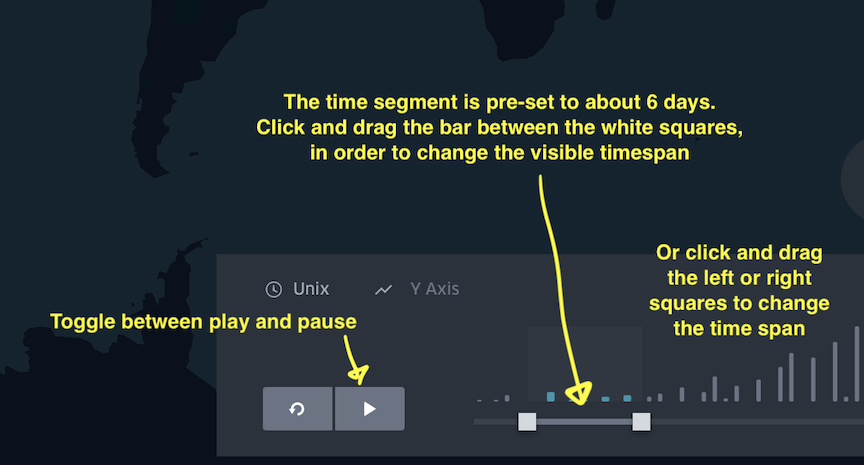 The time segment is pre-set to about 6 days.
Click and drag the bar between the white squares,
in order to change the visible timespan
Or click and drag
the left or right
squares to change
the time span
Unix
Y Axis
Toggle between play and pause